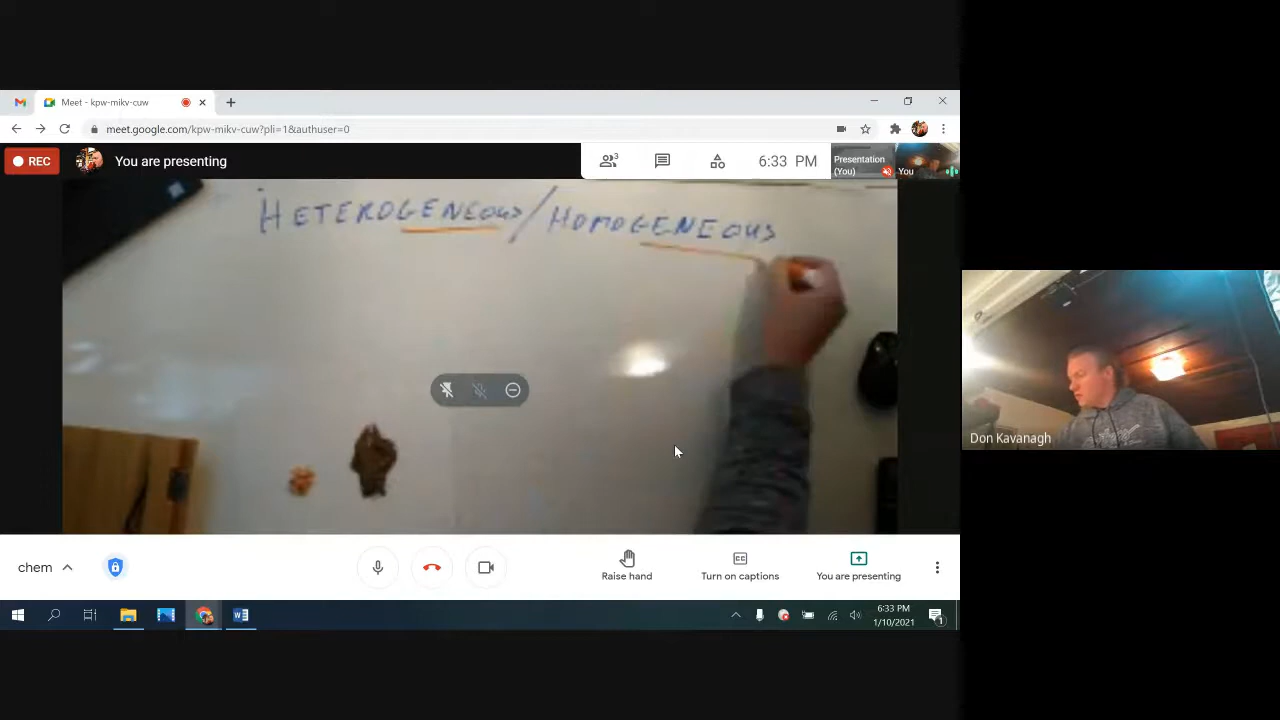 Meet - kpw-mikv-cuw
meet.google.com/kpw-mikv-cuw?pli=1&authuser=0
REC
You are presenting
3
6:33 PM
Presentation
(You)
You
HETEROGENEOUS/HOMOGENEOUS
Don Kavanagh
chem
Raise hand
Turn on captions
You are presenting
6:33 PM
1/10/2021
1